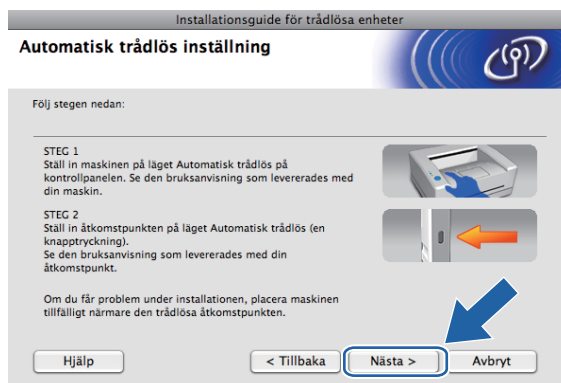 Installationsguide för trådlösa enheter
Automatisk trådlös inställning
Följ stegen nedan:
STEG 1
Ställ in maskinen på läget Automatisk trådlös på
kontrollpanelen. Se den bruksanvisning som levererades med
din maskin.
STEG 2
Ställ in åtkomstpunkten på läget Automatisk trådlös (en
knapptryckning).
Se den bruksanvisning som levererades med din
åtkomstpunkt.
Om du får problem under installationen, placera maskinen
tillfälligt närmare den trådlösa åtkomstpunkten.
Hjälp
< Tillbaka
Nästa >
Avbryt